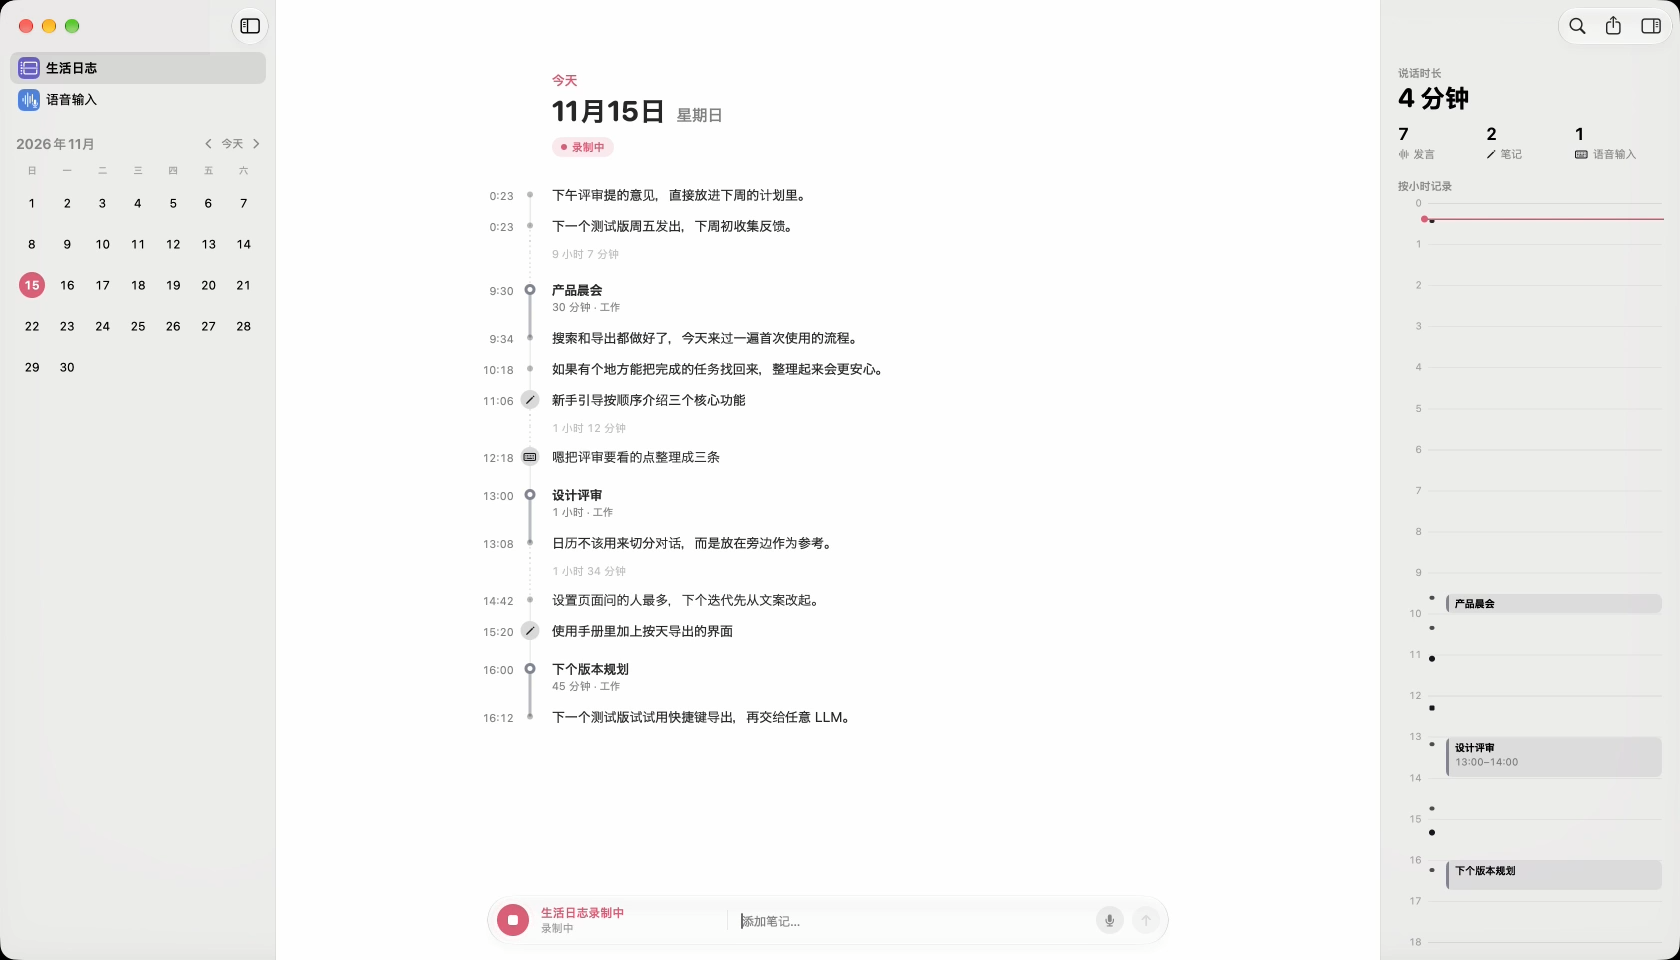 生活日志
语音输入
2026年11月
今天
日 一 二 三 四 五 六
1 2 3 4 5 6 7
8 9 10 11 12 13 14
15 16 17 18 19 20 21
22 23 24 25 26 27 28
29 30
今天
11月15日 星期日
录制中
0:23 下午评审提的意见，直接放进下周的计划里。
0:23 下一个测试版周五发出，下周初收集反馈。
9 小时 7 分钟
9:30 产品晨会
30 分钟 · 工作
9:34 搜索和导出都做好了，今天来过一遍首次使用的流程。
10:18 如果有个地方能把完成的任务找回来，整理起来会更安心。
11:06 新手引导按顺序介绍三个核心功能
1 小时 12 分钟
12:18 嗯把评审要看的点整理成三条
13:00 设计评审
1 小时 · 工作
13:08 日历不该用来切分对话，而是放在旁边作为参考。
1 小时 34 分钟
14:42 设置页面问的人最多，下个迭代先从文案改起。
15:20 使用手册里加上按天导出的界面
16:00 下个版本规划
45 分钟 · 工作
16:12 下一个测试版试试用快捷键导出，再交给任意 LLM。
生活日志录制中
录制中
添加笔记...
说话时长
4 分钟
7 2 1
发言 笔记 语音输入
按小时记录
0
1
2
3
4
5
6
7
8
9
产品晨会
10
11
12
13
设计评审
13:00–14:00
14
15
16
下个版本规划
17
18